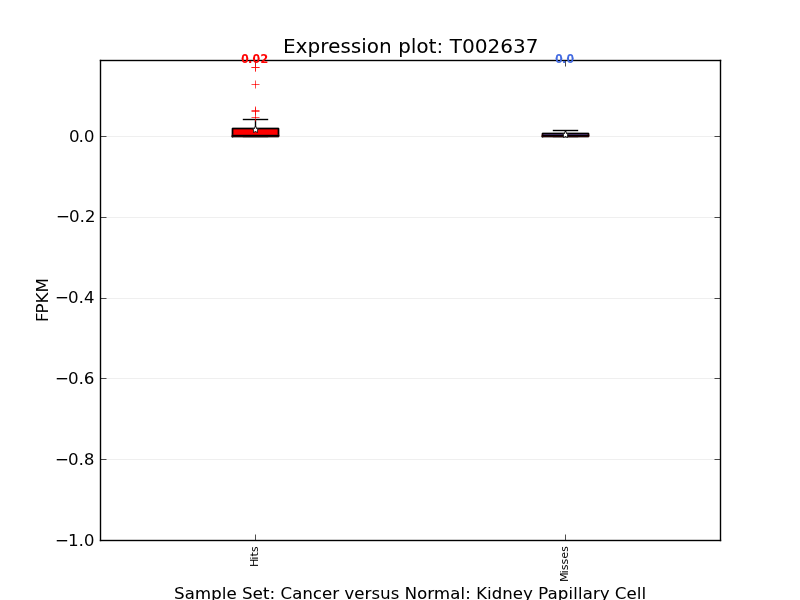 Expression plot: T002637
0.02
0.0
0.0
−0.2
−0.4
−0.6
−0.8
−1.0
FPKM
Hits
Misses
Sample Set: Cancer versus Normal: Kidney Papillary Cell